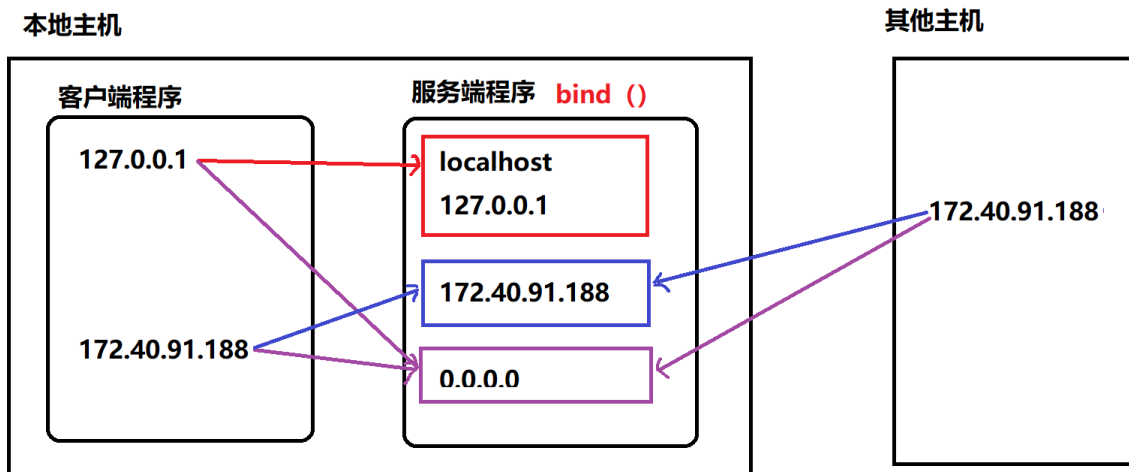 本地主机
其他主机
客户端程序
服务端程序 bind（）
127.0.0.1
localhost
127.0.0.1
172.40.91.188
172.40.91.188
172.40.91.188
0.0.0.0